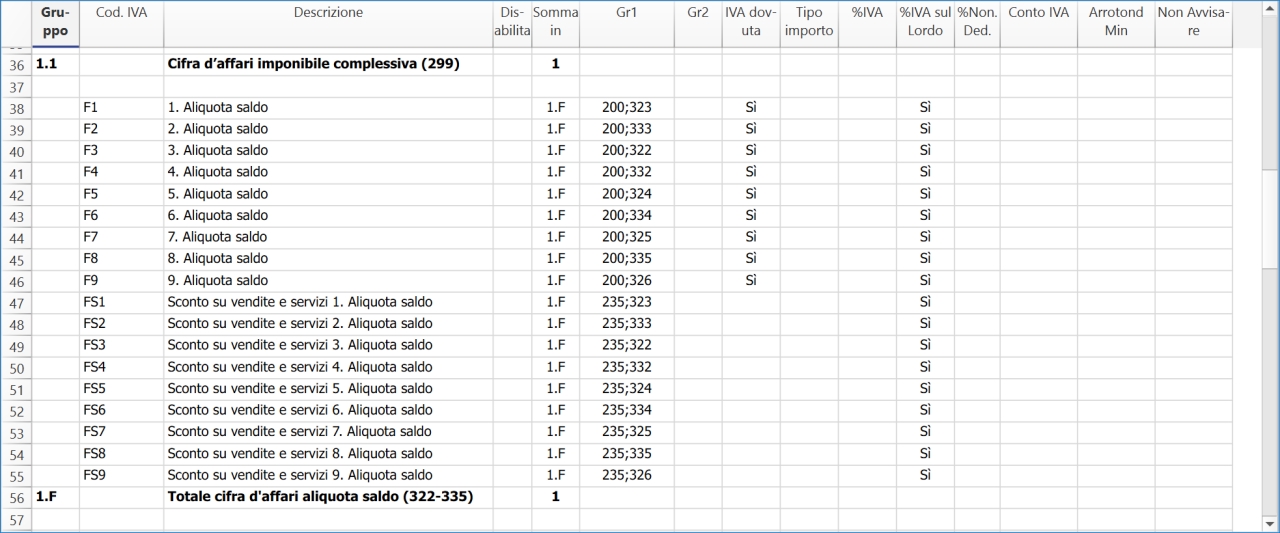 Gru-ppo Cod. IVA Descrizione Dis-abilita Somma in Gr1 Gr2 IVA dov-uta Tipo importo %IVA %IVA sul Lordo %Non. Ded. Conto IVA Arrotond Min Non Avvisa-re
36 1.1 Cifra d’affari imponibile complessiva (299) 1
37
38 F1 1. Aliquota saldo 1.F 200;323 Sì Sì
39 F2 2. Aliquota saldo 1.F 200;333 Sì Sì
40 F3 3. Aliquota saldo 1.F 200;322 Sì Sì
41 F4 4. Aliquota saldo 1.F 200;332 Sì Sì
42 F5 5. Aliquota saldo 1.F 200;324 Sì Sì
43 F6 6. Aliquota saldo 1.F 200;334 Sì Sì
44 F7 7. Aliquota saldo 1.F 200;325 Sì Sì
45 F8 8. Aliquota saldo 1.F 200;335 Sì Sì
46 F9 9. Aliquota saldo 1.F 200;326 Sì Sì
47 FS1 Sconto su vendite e servizi 1. Aliquota saldo 1.F 235;323 Sì
48 FS2 Sconto su vendite e servizi 2. Aliquota saldo 1.F 235;333 Sì
49 FS3 Sconto su vendite e servizi 3. Aliquota saldo 1.F 235;322 Sì
50 FS4 Sconto su vendite e servizi 4. Aliquota saldo 1.F 235;332 Sì
51 FS5 Sconto su vendite e servizi 5. Aliquota saldo 1.F 235;324 Sì
52 FS6 Sconto su vendite e servizi 6. Aliquota saldo 1.F 235;334 Sì
53 FS7 Sconto su vendite e servizi 7. Aliquota saldo 1.F 235;325 Sì
54 FS8 Sconto su vendite e servizi 8. Aliquota saldo 1.F 235;335 Sì
55 FS9 Sconto su vendite e servizi 9. Aliquota saldo 1.F 235;326 Sì
56 1.F Totale cifra d'affari aliquota saldo (322-335) 1
57